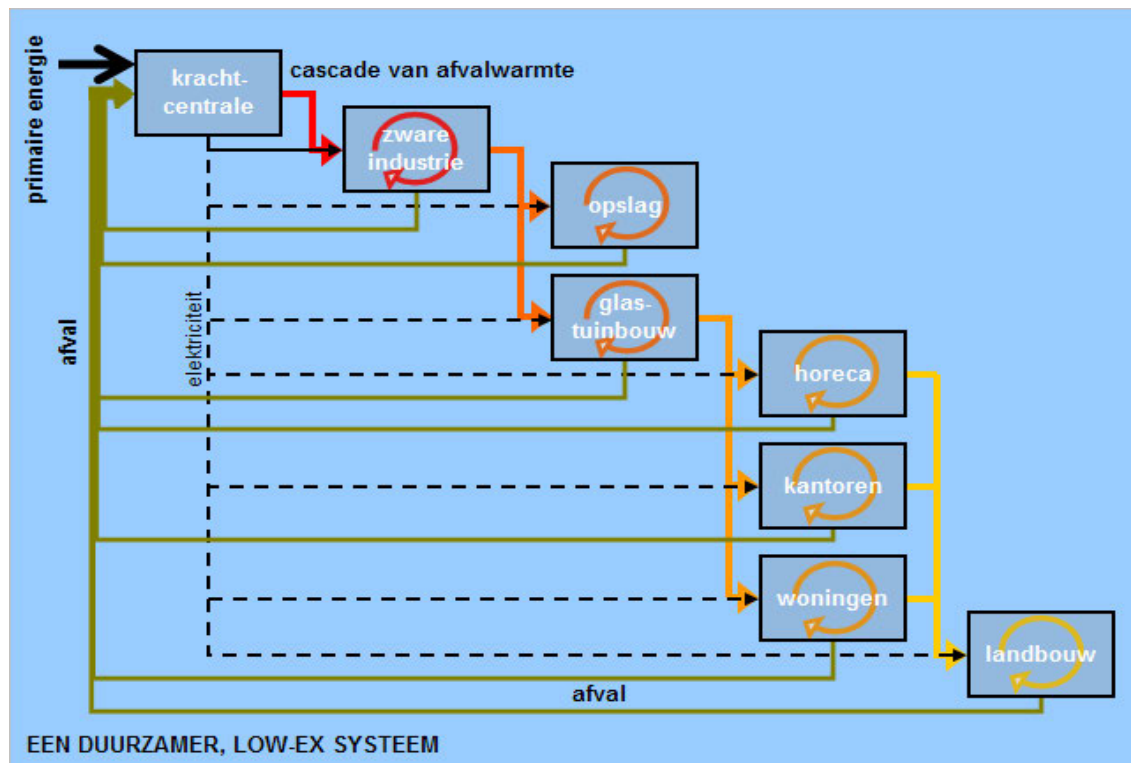 primaire energie
kracht-
centrale
cascade van afvalwarmte
zware
industrie
opslag
glas-
tuinbouw
elektriciteit
afval
horeca
kantoren
woningen
landbouw
afval
EEN DUURZAMER, LOW-EX SYSTEEM